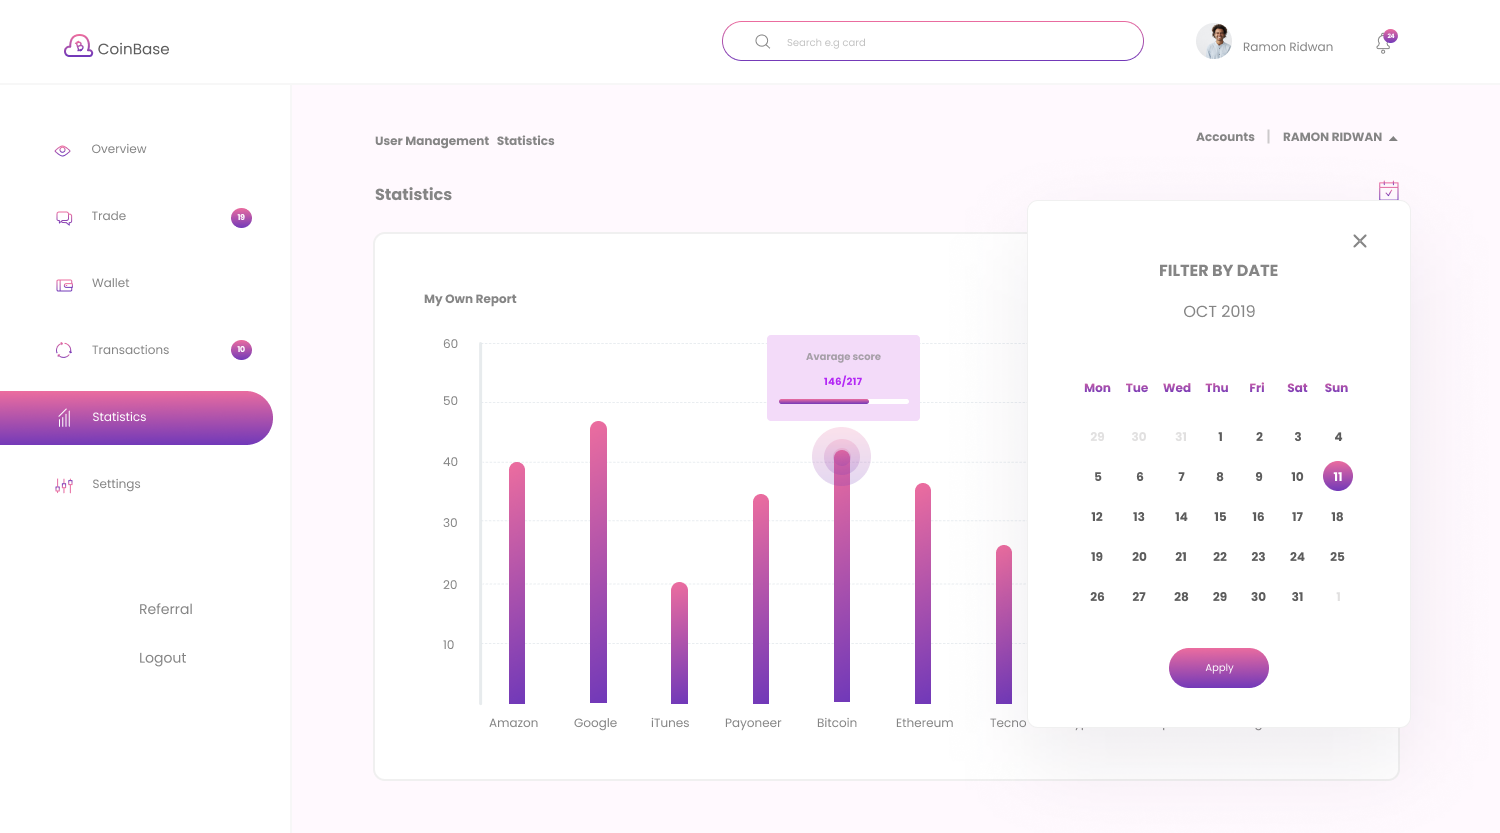 CoinBase
Search e.g card
Ramon Ridwan
24
Overview
Trade
19
Wallet
Transactions
10
Statistics
Settings
Referral
Logout
User Management Statistics
Accounts | RAMON RIDWAN
Statistics
My Own Report
60
50
40
30
20
10
Avarage score
146/217
Amazon Google iTunes Payoneer Bitcoin Ethereum Tecno
FILTER BY DATE
OCT 2019
Mon Tue Wed Thu Fri Sat Sun
29 30 31 1 2 3 4
5 6 7 8 9 10 11
12 13 14 15 16 17 18
19 20 21 22 23 24 25
26 27 28 29 30 31 1
Apply